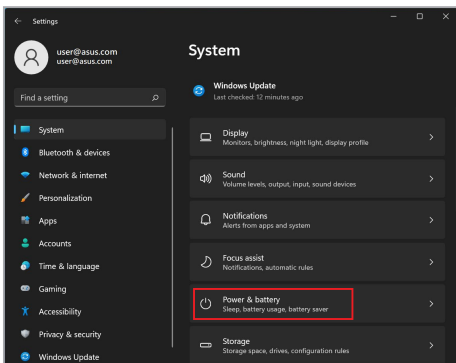 Settings
user@asus.com
user@asus.com
Find a setting
System
Bluetooth & devices
Network & internet
Personalization
Apps
Accounts
Time & language
Gaming
Accessibility
Privacy & security
Windows Update
System
Windows Update
Last checked: 12 minutes ago
Display
Monitors, brightness, night light, display profile
Sound
Volume levels, output, input, sound devices
Notifications
Alerts from apps and system
Focus assist
Notifications, automatic rules
Power & battery
Sleep, battery usage, battery saver
Storage
Storage space, drives, configuration rules